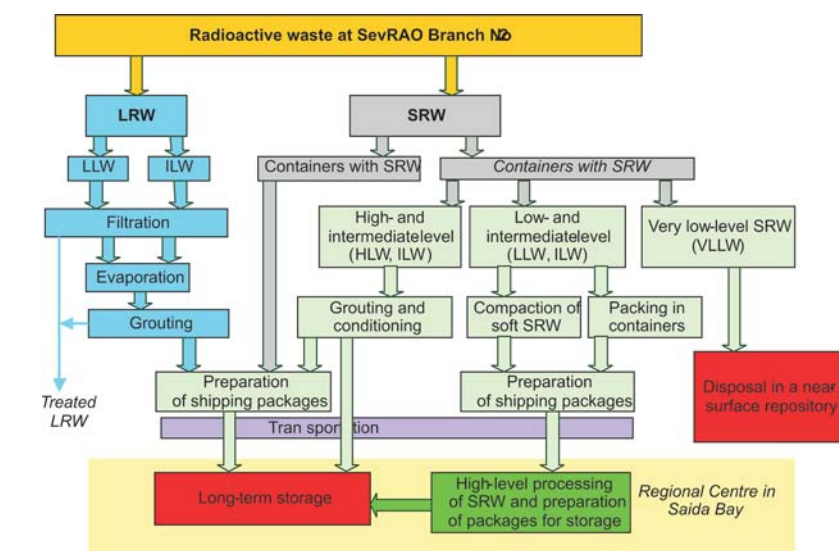 Radioactive waste at SevRAO Branch №2
LRW
SRW
LLW
ILW
Containers with SRW
Containers with SRW
Filtration
High- and
intermediatelevel
(HLW, ILW)
Low- and
intermediatelevel
(LLW, ILW)
Very low-level SRW
(VLLW)
Evaporation
Grouting
Grouting and
conditioning
Compaction of
soft SRW
Packing in
containers
Treated
LRW
Preparation
of shipping packages
Preparation
of shipping packages
Disposal in a near
surface repository
Tran sportation
Long-term storage
High-level processing
of SRW and preparation
of packages for storage
Regional Centre in
Saida Bay